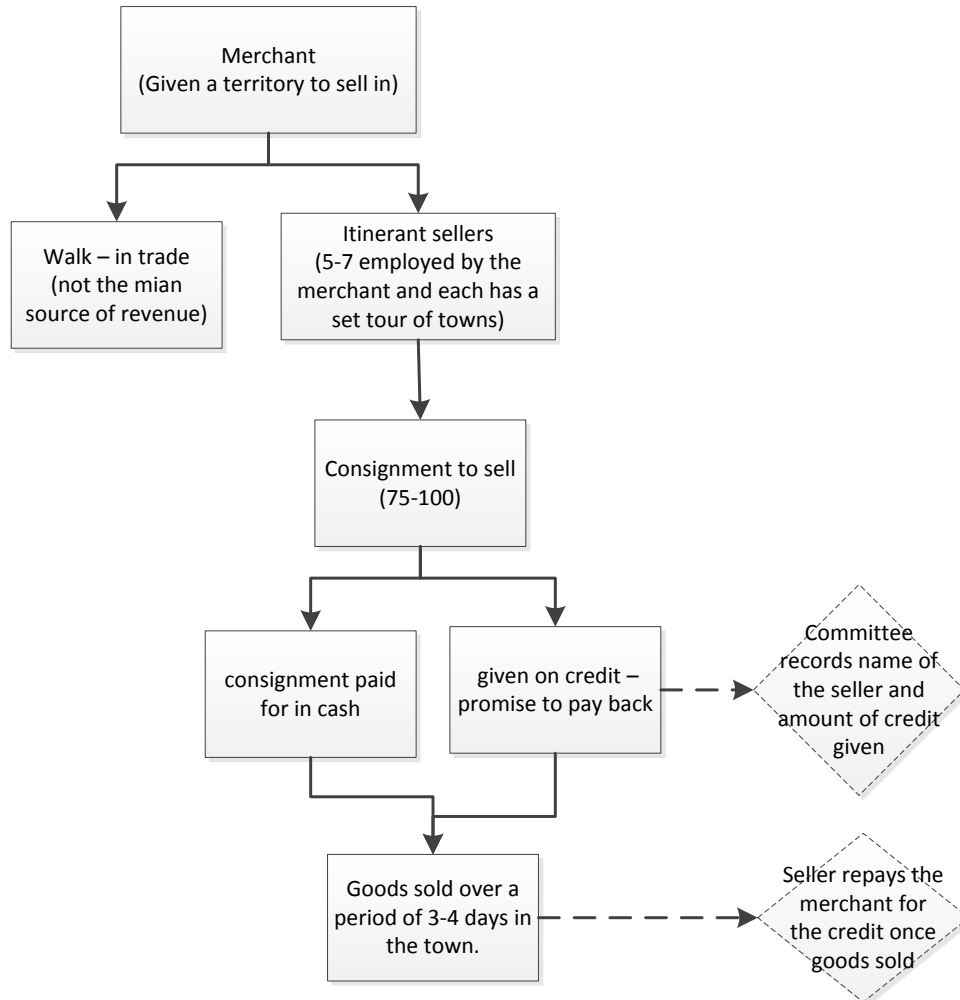 Merchant
(Given a territory to sell in)
Walk – in trade
(not the mian
source of revenue)
Itinerant sellers
(5-7 employed by the
merchant and each has a
set tour of towns)
Consignment to sell
(75-100)
consignment paid
for in cash
given on credit –
promise to pay back
Committee
records name of
the seller and
amount of credit
given
Goods sold over a
period of 3-4 days in
the town.
Seller repays the
merchant for
the credit once
goods sold